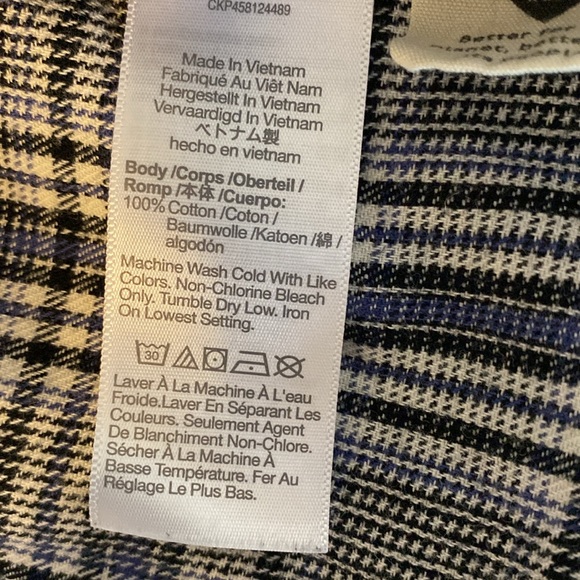 CKP458124489
Better For
planet, bette
Made In Vietnam
Fabriqué Au Viêt Nam
Hergestellt In Vietnam
Vervaardigd In Vietnam
ベトナム製
hecho en vietnam
Body /Corps /Oberteil /
Romp /本体 /Cuerpo:
100% Cotton /Coton /
Baumwolle /Katoen /綿 /
algodón
Machine Wash Cold With Like
Colors. Non-Chlorine Bleach
Only. Tumble Dry Low. Iron
On Lowest Setting.
30
Laver À La Machine À L'eau
Froide.Laver En Séparant Les
Couleurs. Seulement Agent
De Blanchiment Non-Chlore.
Sécher À La Machine À
Basse Température. Fer Au
Réglage Le Plus Bas.